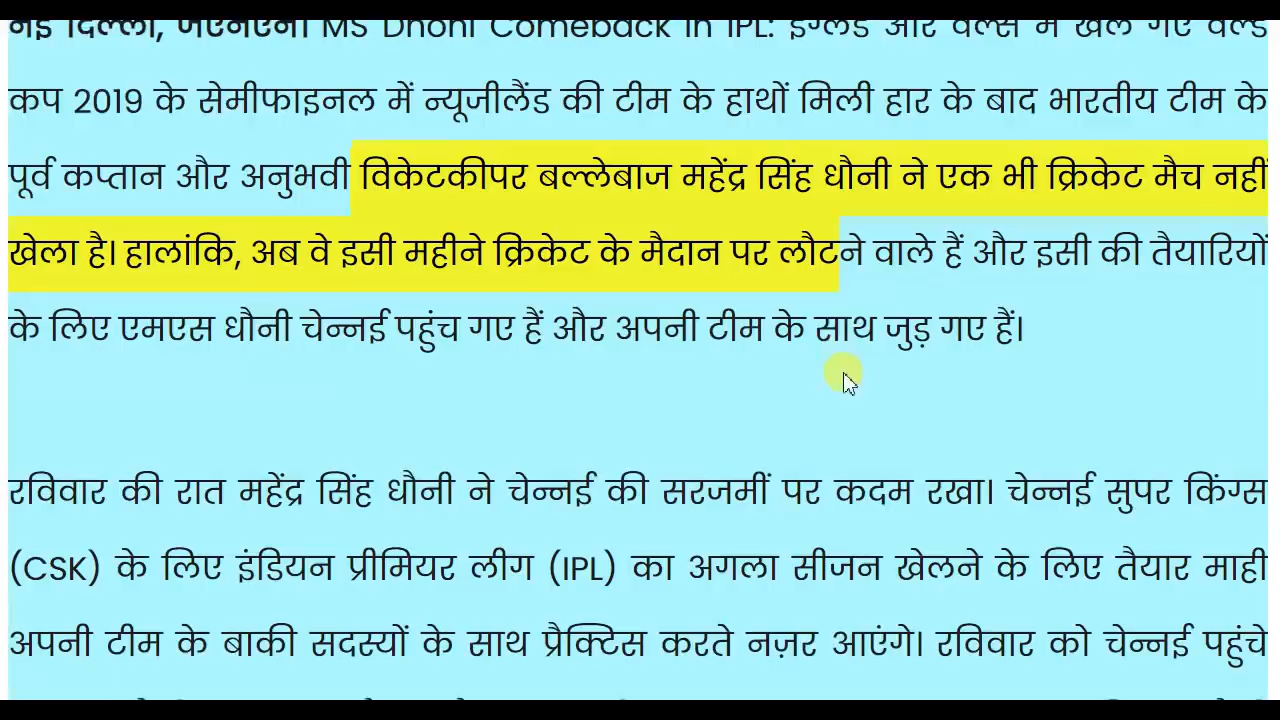 नई दिल्ली, जेएनएन। MS Dhoni Comeback in IPL: इंग्लैंड और वेल्स में खेले गए वर्ल्ड
कप 2019 के सेमीफाइनल में न्यूजीलैंड की टीम के हाथों मिली हार के बाद भारतीय टीम के
पूर्व कप्तान और अनुभवी विकेटकीपर बल्लेबाज महेंद्र सिंह धौनी ने एक भी क्रिकेट मैच नहीं
खेला है। हालांकि, अब वे इसी महीने क्रिकेट के मैदान पर लौटने वाले हैं और इसी की तैयारियों
के लिए एमएस धौनी चेन्नई पहुंच गए हैं और अपनी टीम के साथ जुड़ गए हैं।
रविवार की रात महेंद्र सिंह धौनी ने चेन्नई की सरजमीं पर कदम रखा। चेन्नई सुपर किंग्स
(CSK) के लिए इंडियन प्रीमियर लीग (IPL) का अगला सीजन खेलने के लिए तैयार माही
अपनी टीम के बाकी सदस्यों के साथ प्रैक्टिस करते नज़र आएंगे। रविवार को चेन्नई पहुंचे